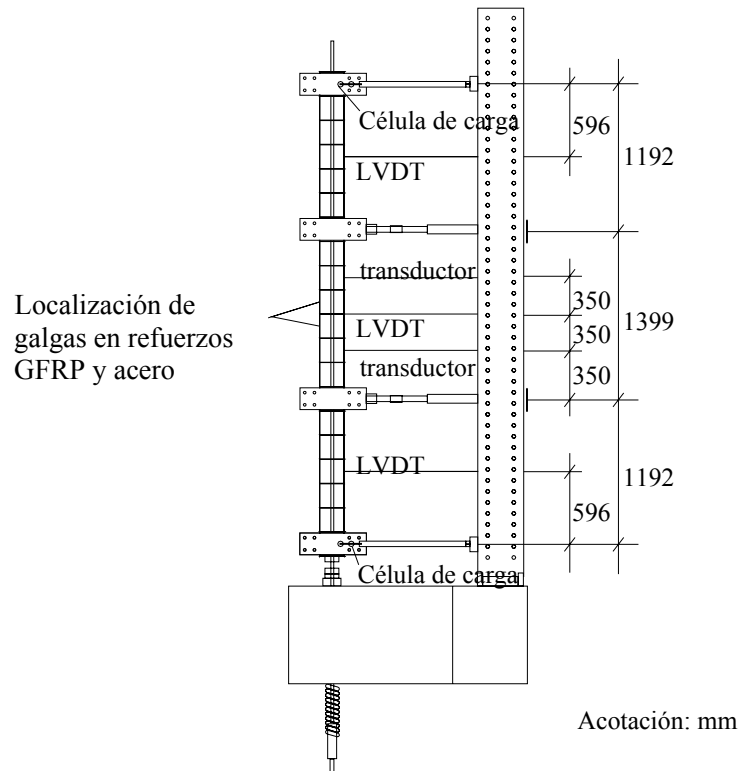 Célula de carga
596
1192
LVDT
transductor
350
Localización de
galgas en refuerzos
GFRP y acero
LVDT
1399
350
transductor
350
LVDT
1192
596
Célula de carga
Acotación: mm